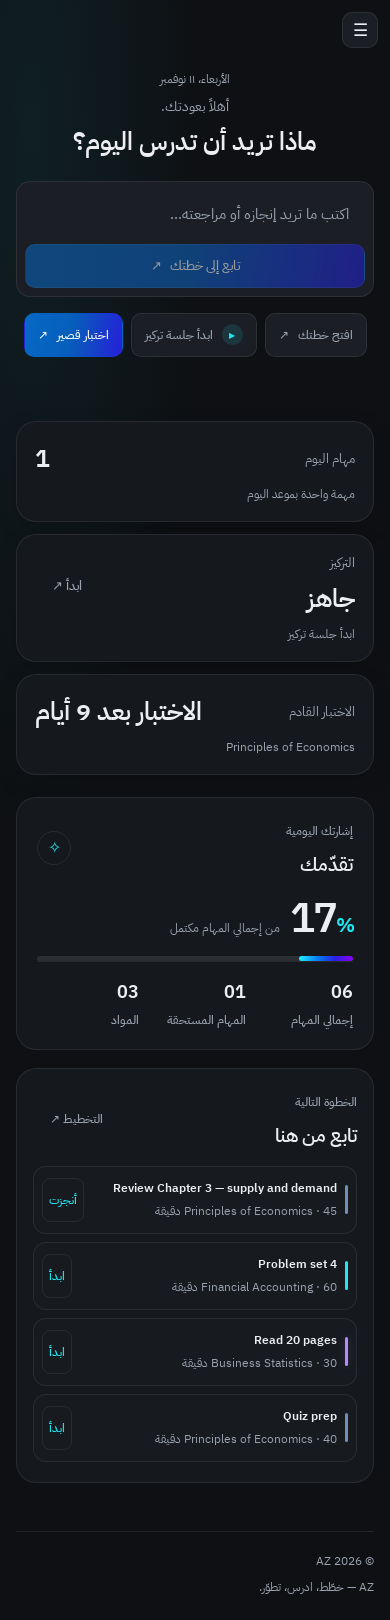 الأربعاء، ١١ نوفمبر
أهلاً بعودتك.
ماذا تريد أن تدرس اليوم؟
اكتب ما تريد إنجازه أو مراجعته...
تابع إلى خطتك ↗
افتح خطتك ↗
ابدأ جلسة تركيز
اختبار قصير ↗
مهام اليوم
1
مهمة واحدة بموعد اليوم
التركيز
جاهز
ابدأ جلسة تركيز
ابدأ ↗
الاختبار القادم
الاختبار بعد 9 أيام
Principles of Economics
إشارتك اليومية
تقدّمك
17%
من إجمالي المهام مكتمل
06
إجمالي المهام
01
المهام المستحقة
03
المواد
الخطوة التالية
تابع من هنا
التخطيط ↗
Review Chapter 3 — supply and demand
Principles of Economics · 45 دقيقة
أنجزت
Problem set 4
Financial Accounting · 60 دقيقة
ابدأ
Read 20 pages
Business Statistics · 30 دقيقة
ابدأ
Quiz prep
Principles of Economics · 40 دقيقة
ابدأ
© 2026 AZ
AZ — خطّط، ادرس، تطوّر.